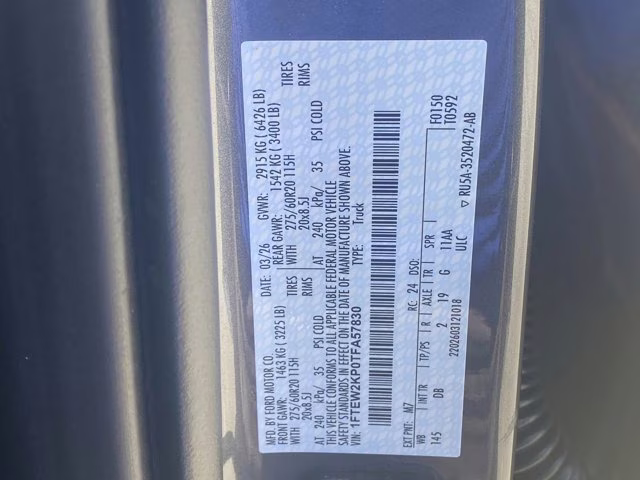 MFD. BY FORD MOTOR CO.
DATE: 03/26 GVWR: 2915 KG ( 6426 LB)
FRONT GAWR: 1463 KG ( 3225 LB) REAR GAWR: 1542 KG ( 3400 LB)
WITH 275/60R20 115H TIRES WITH 275/60R20 115H TIRES
20x8.5J RIMS 20x8.5J RIMS
AT 240 kPa/ 35 PSI COLD AT 240 kPa/ 35 PSI COLD
THIS VEHICLE CONFORMS TO ALL APPLICABLE FEDERAL MOTOR VEHICLE
SAFETY STANDARDS IN EFFECT ON THE DATE OF MANUFACTURE SHOWN ABOVE.
VIN: 1FTEW2KP0TFA57830 TYPE: Truck
F0150
T0592
EXT PNT: M7 RC: 24 DSO:
WB INT TR TP/PS R AXLE TR SPR
145 DB 2 19 G 11AA
ULC
2202603121018
▽ RU5A-3520472-AB